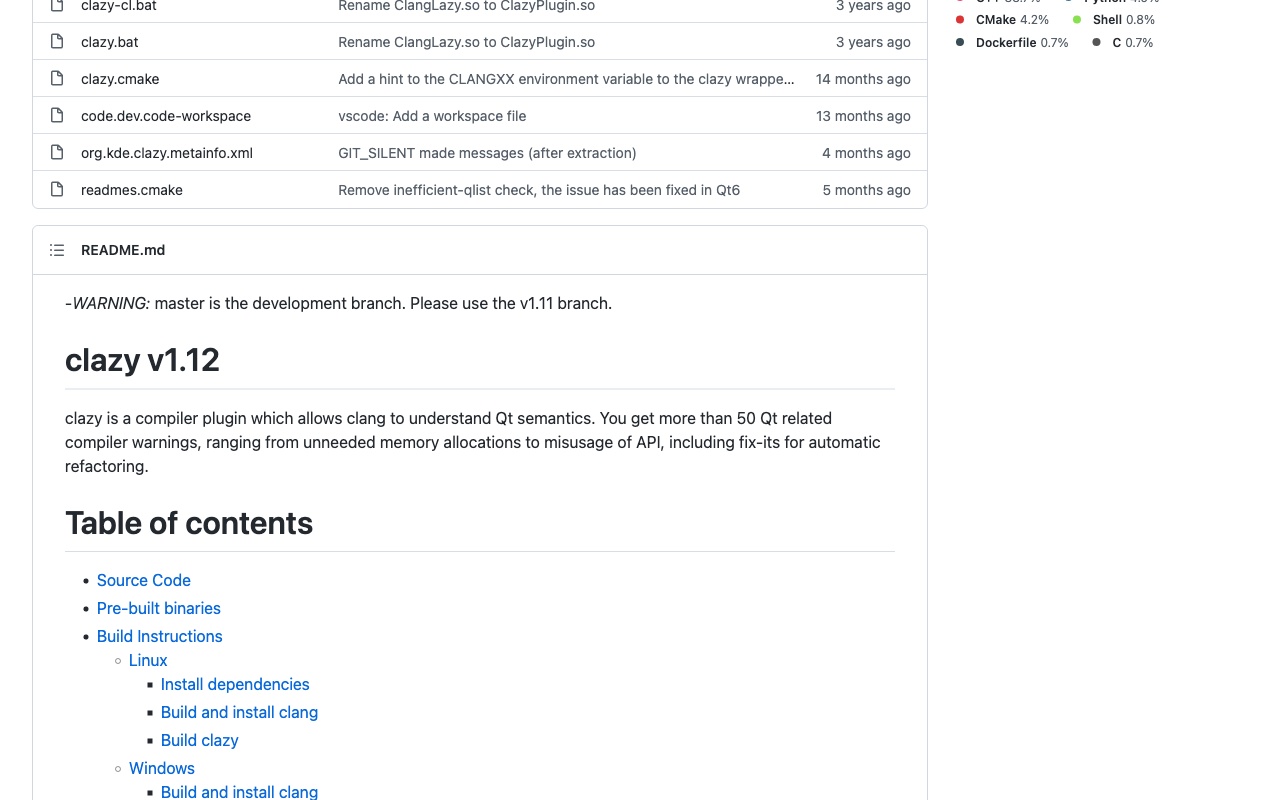 clazy-cl.bat Rename ClangLazy.so to ClazyPlugin.so 3 years ago
clazy.bat Rename ClangLazy.so to ClazyPlugin.so 3 years ago
clazy.cmake Add a hint to the CLANGXX environment variable to the clazy wrappe... 14 months ago
code.dev.code-workspace vscode: Add a workspace file 13 months ago
org.kde.clazy.metainfo.xml GIT_SILENT made messages (after extraction) 4 months ago
readmes.cmake Remove inefficient-qlist check, the issue has been fixed in Qt6 5 months ago
CMake 4.2% Shell 0.8%
Dockerfile 0.7% C 0.7%
README.md
-WARNING: master is the development branch. Please use the v1.11 branch.
clazy v1.12
clazy is a compiler plugin which allows clang to understand Qt semantics. You get more than 50 Qt related
compiler warnings, ranging from unneeded memory allocations to misusage of API, including fix-its for automatic
refactoring.
Table of contents
Source Code
Pre-built binaries
Build Instructions
Linux
Install dependencies
Build and install clang
Build clazy
Windows
Build and install clang